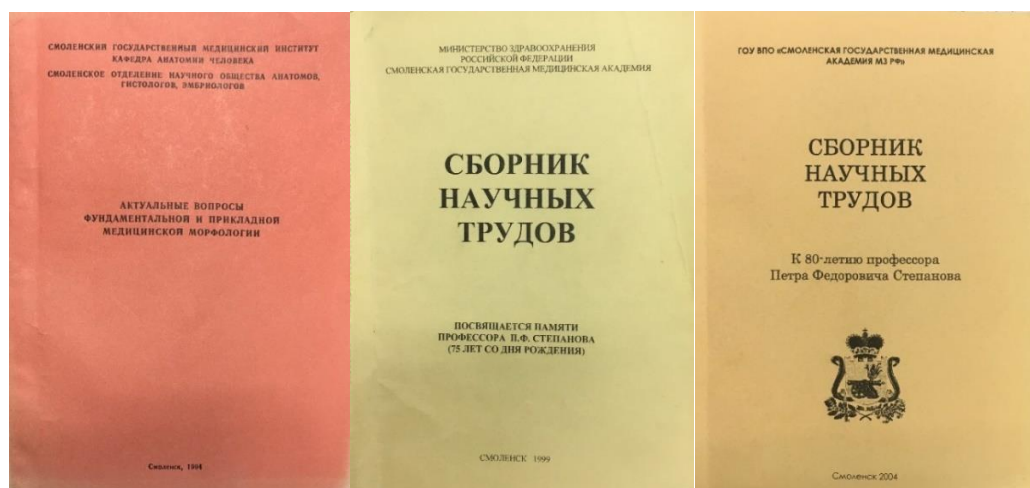 СМОЛЕНСКИЙ ГОСУДАРСТВЕННЫЙ МЕДИЦИНСКИЙ ИНСТИТУТ
КАФЕДРА АНАТОМИИ ЧЕЛОВЕКА
СМОЛЕНСКОЕ ОТДЕЛЕНИЕ НАУЧНОГО ОБЩЕСТВА АНАТОМОВ,
ГИСТОЛОГОВ, ЭМБРИОЛОГОВ
АКТУАЛЬНЫЕ ВОПРОСЫ
ФУНДАМЕНТАЛЬНОЙ И ПРИКЛАДНОЙ
МЕДИЦИНСКОЙ МОРФОЛОГИИ
Смоленск, 1994
МИНИСТЕРСТВО ЗДРАВООХРАНЕНИЯ
РОССИЙСКОЙ ФЕДЕРАЦИИ
СМОЛЕНСКАЯ ГОСУДАРСТВЕННАЯ МЕДИЦИНСКАЯ АКАДЕМИЯ
СБОРНИК
НАУЧНЫХ
ТРУДОВ
ПОСВЯЩАЕТСЯ ПАМЯТИ
ПРОФЕССОРА П.Ф. СТЕПАНОВА
(75 ЛЕТ СО ДНЯ РОЖДЕНИЯ)
СМОЛЕНСК 1999
ГОУ ВПО «СМОЛЕНСКАЯ ГОСУДАРСТВЕННАЯ МЕДИЦИНСКАЯ
АКАДЕМИЯ МЗ РФ»
СБОРНИК
НАУЧНЫХ
ТРУДОВ
К 80-летию профессора
Петра Федоровича Степанова
Смоленск 2004